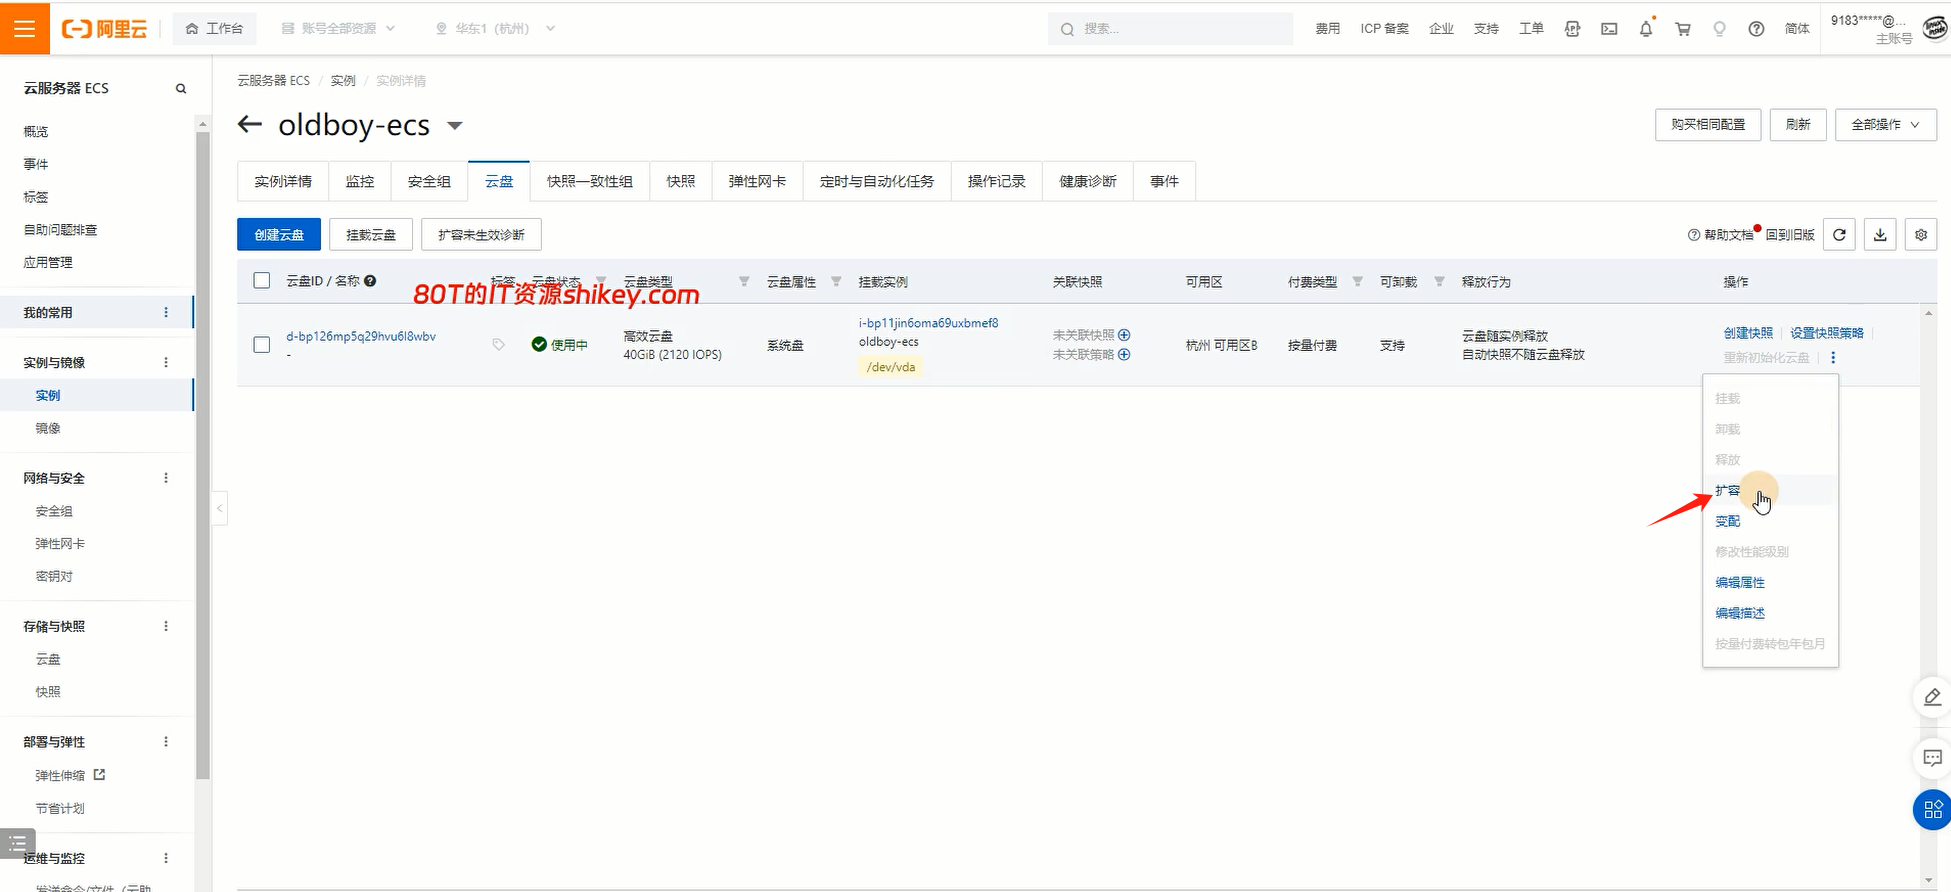 阿里云
工作台
账号全部资源
华东1（杭州）
搜索...
费用
ICP 备案
企业
支持
工单
简体
9183*****@...
主账号
云服务器 ECS
概览
事件
标签
自助问题排查
应用管理
我的常用
实例与镜像
实例
镜像
网络与安全
安全组
弹性网卡
密钥对
存储与快照
云盘
快照
部署与弹性
弹性伸缩
节省计划
运维与监控
发送命令/文件（云助
云服务器 ECS / 实例 / 实例详情
oldboy-ecs
购买相同配置
刷新
全部操作
实例详情
监控
安全组
云盘
快照一致性组
快照
弹性网卡
定时与自动化任务
操作记录
健康诊断
事件
创建云盘
挂载云盘
扩容未生效诊断
帮助文档
回到旧版
云盘ID / 名称
标签
云盘状态
云盘类型
云盘属性
挂载实例
关联快照
可用区
付费类型
可卸载
释放行为
操作
80T的IT资源shikey.com
d-bp126mp5q29hvu6l8wbv
-
使用中
高效云盘
40GiB (2120 IOPS)
系统盘
i-bp11jin6oma69uxbmef8
oldboy-ecs
/dev/vda
未关联快照
未关联策略
杭州 可用区B
按量付费
支持
云盘随实例释放
自动快照不随云盘释放
创建快照
设置快照策略
重新初始化云盘
挂载
卸载
释放
扩容
变配
修改性能级别
编辑属性
编辑描述
按量付费转包年包月